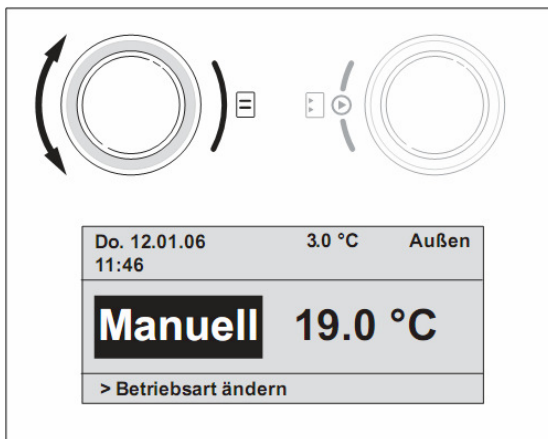 Do. 12.01.06 3.0 °C Außen
11:46
Manuell 19.0 °C
> Betriebsart ändern